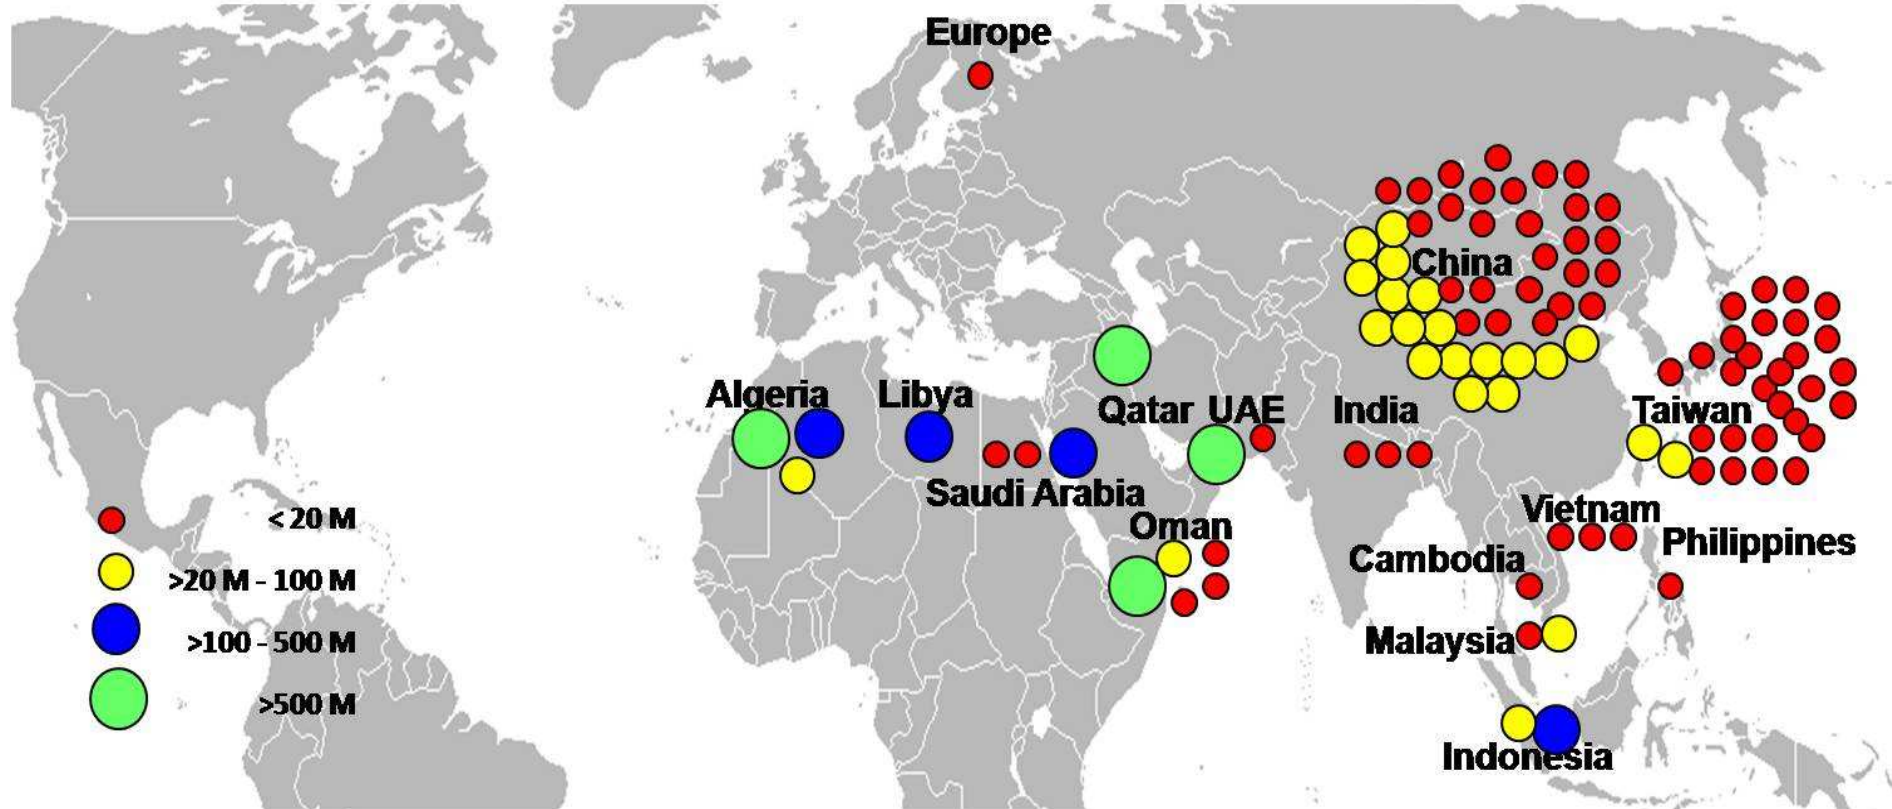 Europe
China
Algeria
Libya
Qatar
UAE
India
Taiwan
Saudi Arabia
Oman
Vietnam
Philippines
Cambodia
Malaysia
Indonesia
< 20 M
>20 M - 100 M
>100 - 500 M
>500 M